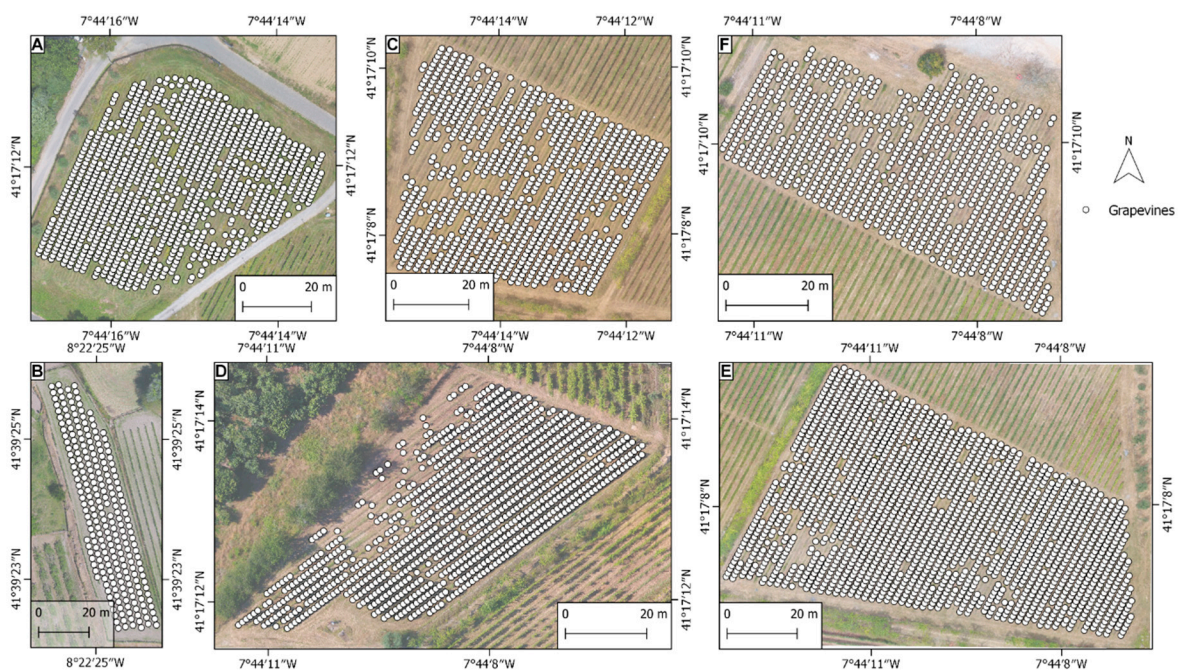 7°44'16"W 7°44'14"W
7°44'14"W 7°44'12"W
7°44'11"W 7°44'8"W
A
C
F
41°17'12"N
41°17'12"N
41°17'10"N
41°17'8"N
41°17'10"N
41°17'8"N
41°17'10"N
41°17'10"N
N
Grapevines
0 20 m
0 20 m
0 20 m
7°44'16"W 7°44'14"W
7°44'14"W 7°44'12"W
7°44'11"W 7°44'8"W
8°22'25"W
7°44'11"W 7°44'8"W
7°44'11"W 7°44'8"W
B
D
E
41°39'25"N
41°39'23"N
41°39'25"N
41°39'23"N
41°17'14"N
41°17'12"N
41°17'14"N
41°17'12"N
41°17'8"N
41°17'8"N
0 20 m
0 20 m
0 20 m
8°22'25"W
7°44'11"W 7°44'8"W
7°44'11"W 7°44'8"W